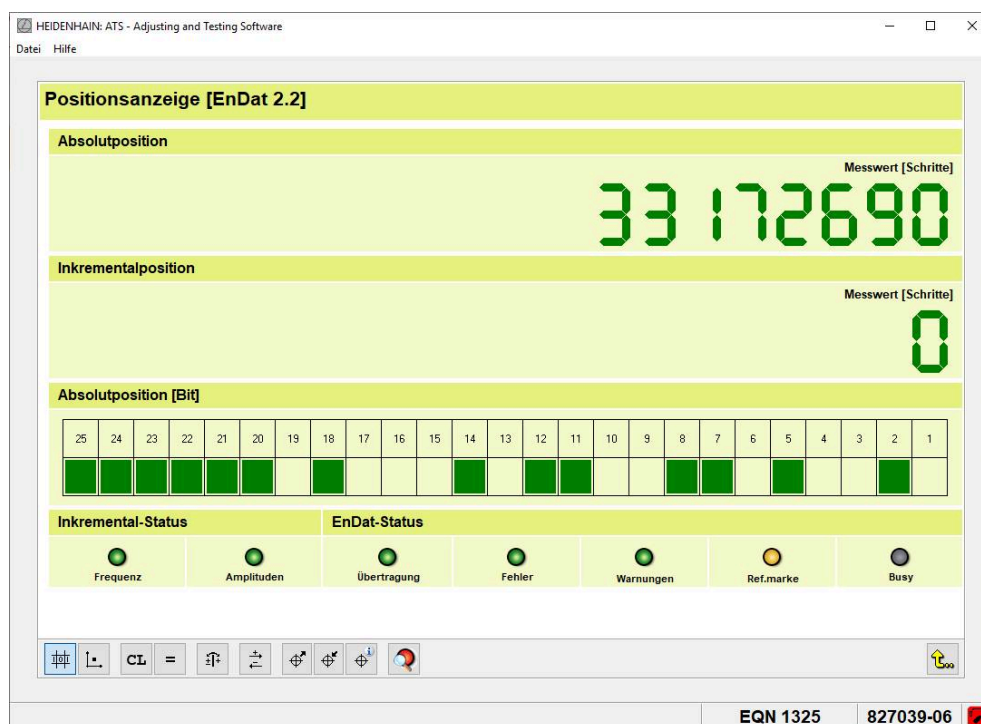 HEIDENHAIN: ATS - Adjusting and Testing Software
Datei Hilfe
Positionsanzeige [EnDat 2.2]
Absolutposition
Messwert [Schritte]
33172690
Inkrementalposition
Messwert [Schritte]
0
Absolutposition [Bit]
25 24 23 22 21 20 19 18 17 16 15 14 13 12 11 10 9 8 7 6 5 4 3 2 1
Inkremental-Status EnDat-Status
Frequenz Amplituden Übertragung Fehler Warnungen Ref.marke Busy
CL =
EQN 1325 827039-06